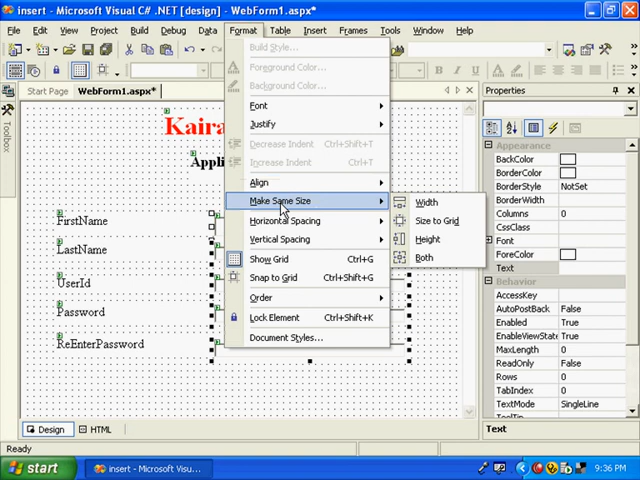 insert - Microsoft Visual C# .NET [design] - WebForm1.aspx*
File Edit View Project Build Debug Data Format Table Insert Frames Tools Window Help
Start Page WebForm1.aspx*
Toolbox
Kaira
Appli
FirstName
LastName
UserId
Password
ReEnterPassword
Build Style...
Foreground Color...
Background Color...
Font
Justify
Decrease Indent Ctrl+Shift+T
Increase Indent Ctrl+T
Align
Make Same Size
Horizontal Spacing
Vertical Spacing
Show Grid Ctrl+G
Snap to Grid Ctrl+Shift+G
Order
Lock Element Ctrl+Shift+K
Document Styles...
Width
Size to Grid
Height
Both
Properties
Appearance
BackColor
BorderColor
BorderStyle NotSet
BorderWidth
Columns 0
CssClass
Font
ForeColor
Text
Behavior
AccessKey
AutoPostBack False
Enabled True
EnableViewState True
MaxLength 0
ReadOnly False
Rows 0
TabIndex 0
TextMode SingleLine
ToolTip
Text
Design HTML
Ready
start insert - Microsoft Visu... 9:36 PM